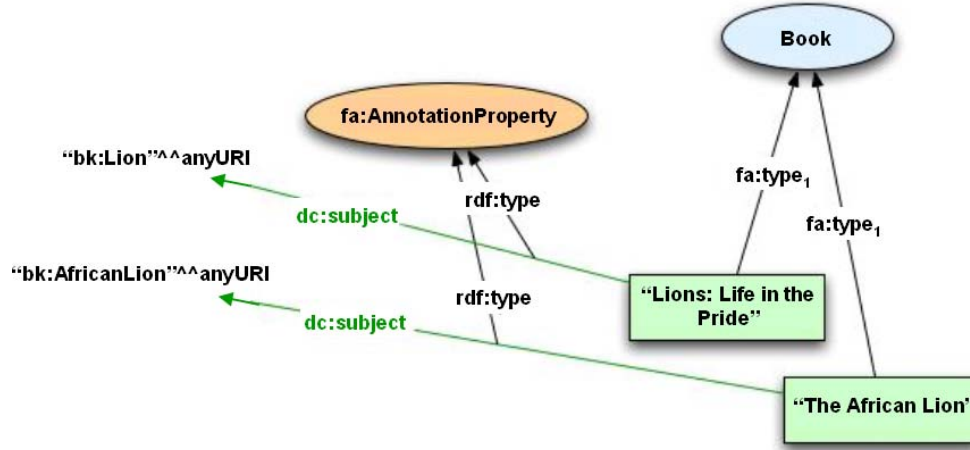 Book
fa:AnnotationProperty
“bk:Lion”^^anyURI
fa:type1
rdf:type
dc:subject
fa:type1
“bk:AfricanLion”^^anyURI
“Lions: Life in the
Pride”
rdf:type
dc:subject
“The African Lion”